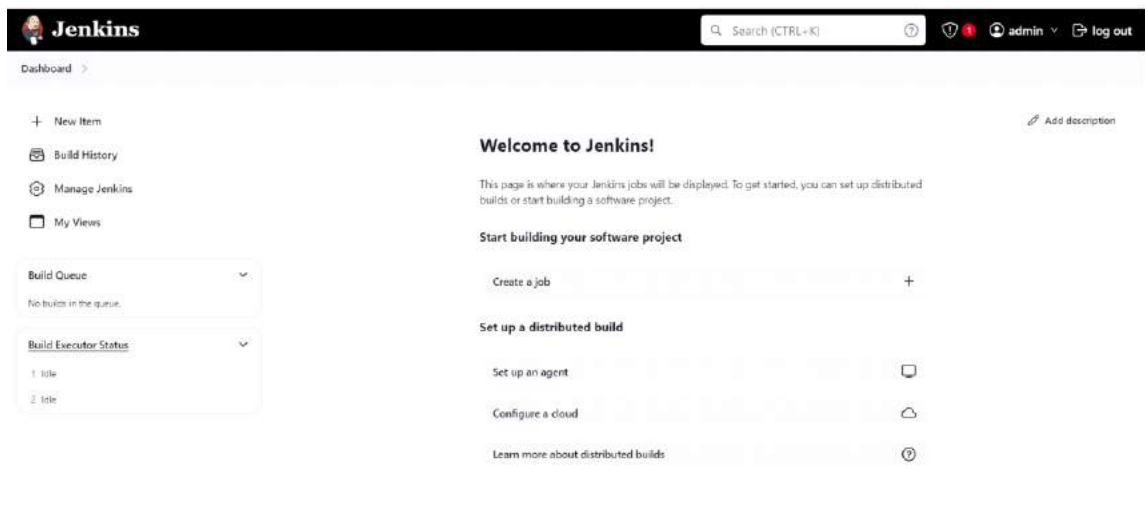 Jenkins
Search (CTRL+K)
1
admin
log out
Dashboard
New Item
Build History
Manage Jenkins
My Views
Build Queue
No builds in the queue.
Build Executor Status
1 Idle
2 Idle
Add description
Welcome to Jenkins!
This page is where your Jenkins jobs will be displayed. To get started, you can set up distributed
builds or start building a software project.
Start building your software project
Create a job
Set up a distributed build
Set up an agent
Configure a cloud
Learn more about distributed builds